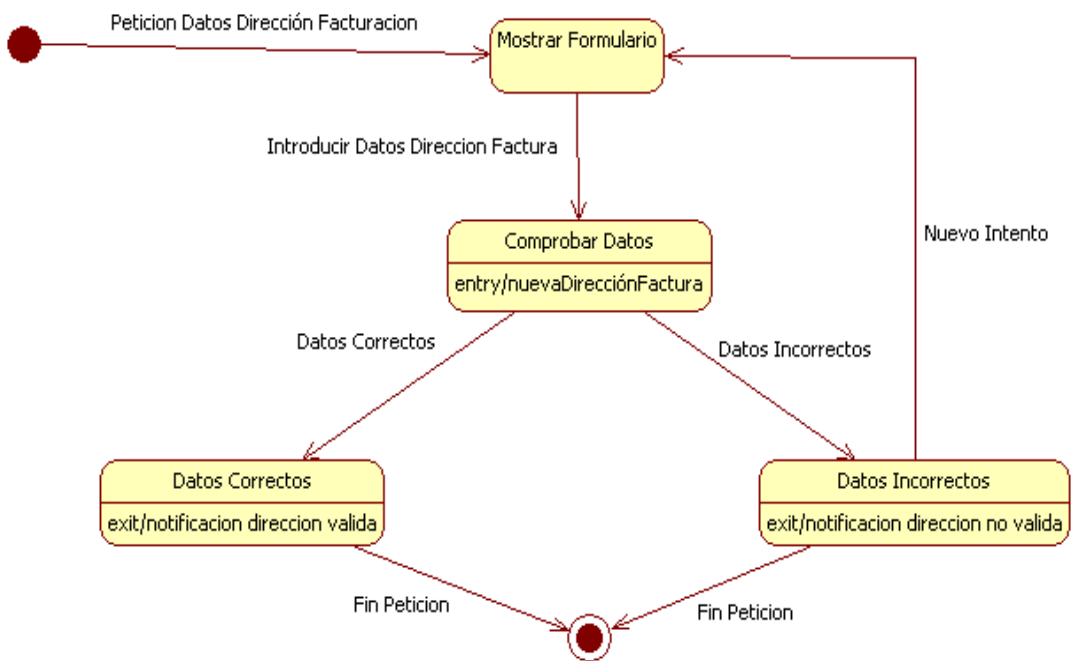 Peticion Datos Dirección Facturacion
Mostrar Formulario
Introducir Datos Direccion Factura
Nuevo Intento
Comprobar Datos
entry/nuevaDirecciónFactura
Datos Correctos
Datos Incorrectos
Datos Correctos
exit/notificacion direccion valida
Datos Incorrectos
exit/notificacion direccion no valida
Fin Peticion
Fin Peticion